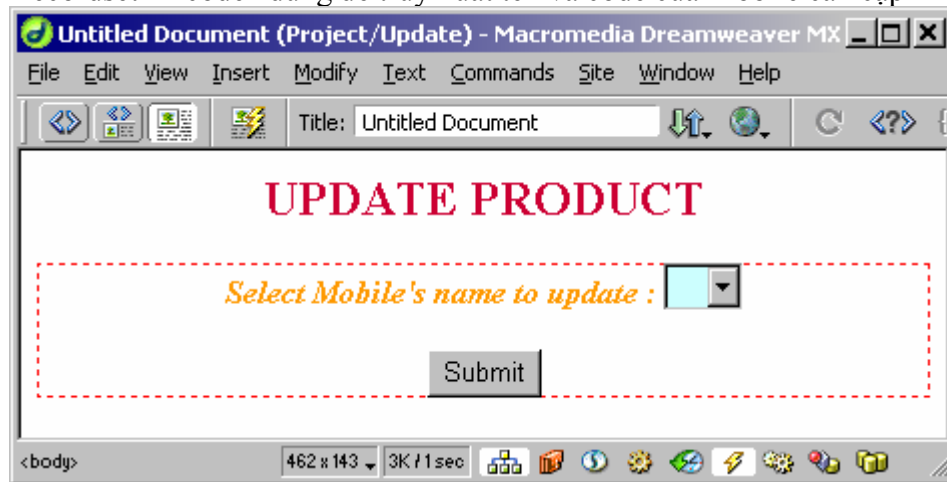 Untitled Document (Project/Update) - Macromedia Dreamweaver MX
File Edit View Insert Modify Text Commands Site Window Help
Title: Untitled Document
UPDATE PRODUCT
Select Mobile's name to update :
Submit
<body> 462 x 143 3K / 1 sec